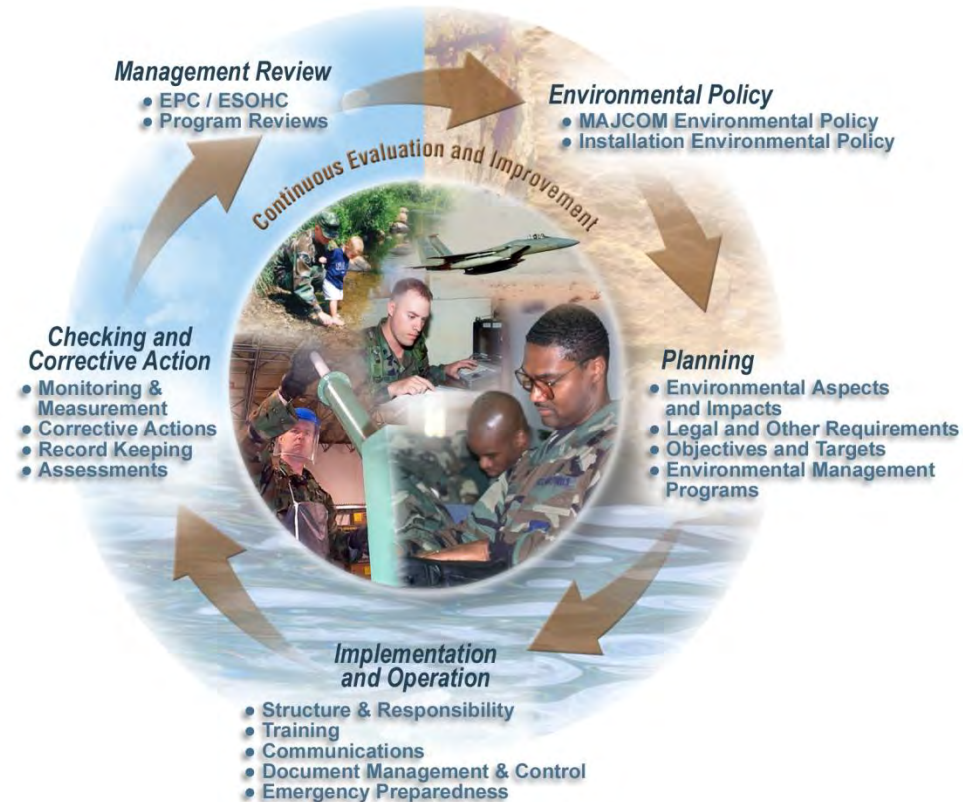 Management Review
● EPC / ESOHC
● Program Reviews
Environmental Policy
● MAJCOM Environmental Policy
● Installation Environmental Policy
Continuous Evaluation and Improvement
Planning
● Environmental Aspects
and Impacts
● Legal and Other Requirements
● Objectives and Targets
● Environmental Management
Programs
Implementation
and Operation
● Structure & Responsibility
● Training
● Communications
● Document Management & Control
● Emergency Preparedness
Checking and
Corrective Action
● Monitoring &
Measurement
● Corrective Actions
● Record Keeping
● Assessments